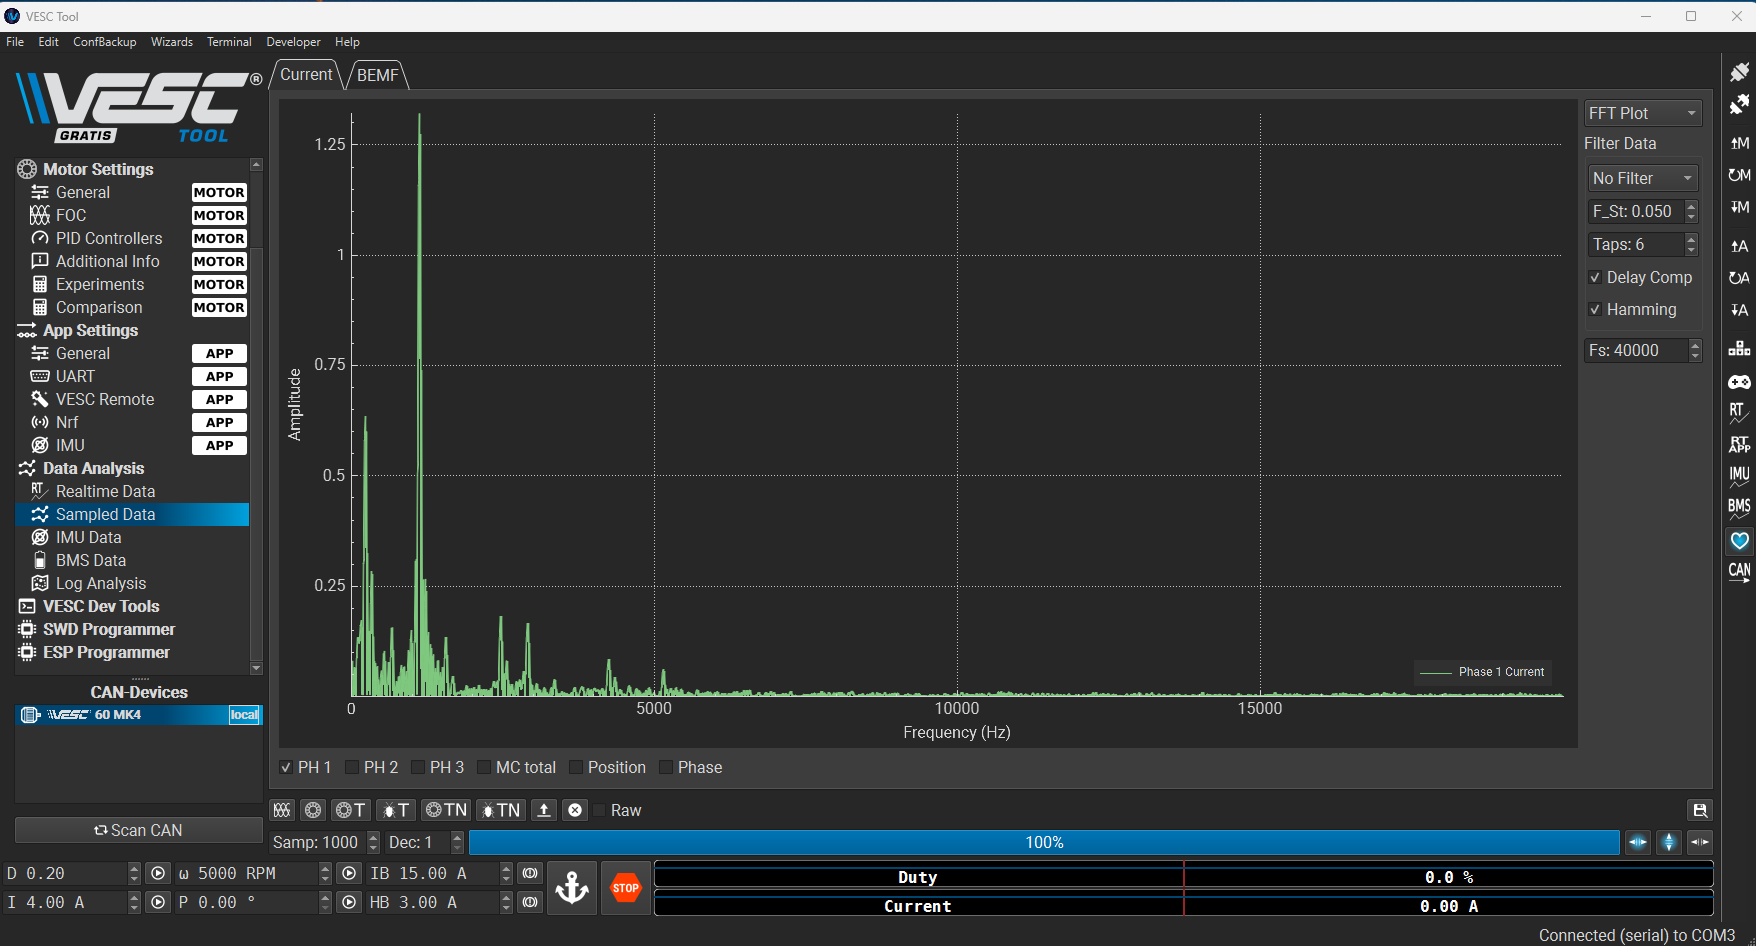 VESC Tool
File Edit ConfBackup Wizards Terminal Developer Help
VESC®
GRATIS TOOL
Motor Settings
General MOTOR
FOC MOTOR
PID Controllers MOTOR
Additional Info MOTOR
Experiments MOTOR
Comparison MOTOR
App Settings
General APP
UART APP
VESC Remote APP
Nrf APP
IMU APP
Data Analysis
RT Realtime Data
Sampled Data
IMU Data
BMS Data
Log Analysis
VESC Dev Tools
SWD Programmer
ESP Programmer
CAN-Devices
VESC 60 MK4 local
Scan CAN
Current BEMF
1.25
1
0.75
0.5
0.25
Amplitude
0 5000 10000 15000
Frequency (Hz)
Phase 1 Current
FFT Plot
Filter Data
No Filter
F_St: 0.050
Taps: 6
Delay Comp
Hamming
Fs: 40000
M
M
M
A
A
A
RT
RT
APP
IMU
BMS
CAN
PH 1 PH 2 PH 3 MC total Position Phase
T T TN TN Raw
Samp: 1000 Dec: 1 100%
D 0.20 ω 5000 RPM IB 15.00 A
I 4.00 A P 0.00 ° HB 3.00 A
STOP
Duty 0.0 %
Current 0.00 A
Connected (serial) to COM3